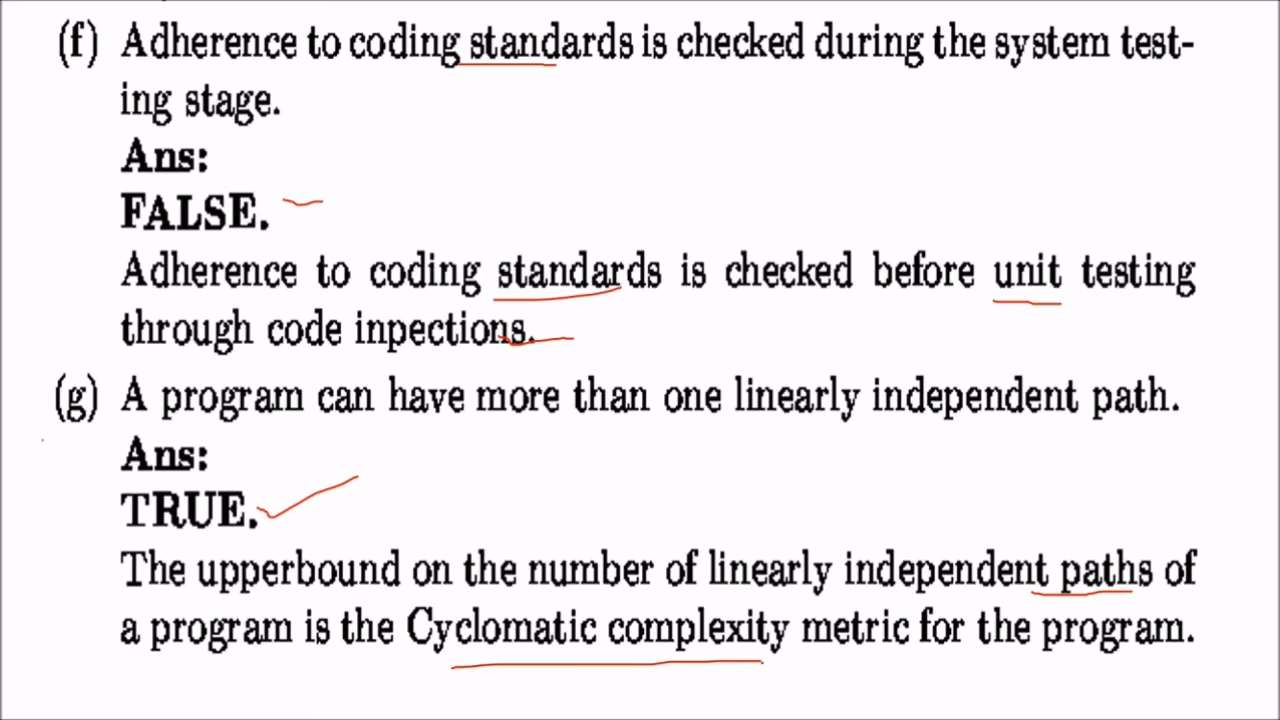 (f) Adherence to coding standards is checked during the system test-
ing stage.
Ans:
FALSE.
Adherence to coding standards is checked before unit testing
through code inpections.
(g) A program can have more than one linearly independent path.
Ans:
TRUE.
The upperbound on the number of linearly independent paths of
a program is the Cyclomatic complexity metric for the program.